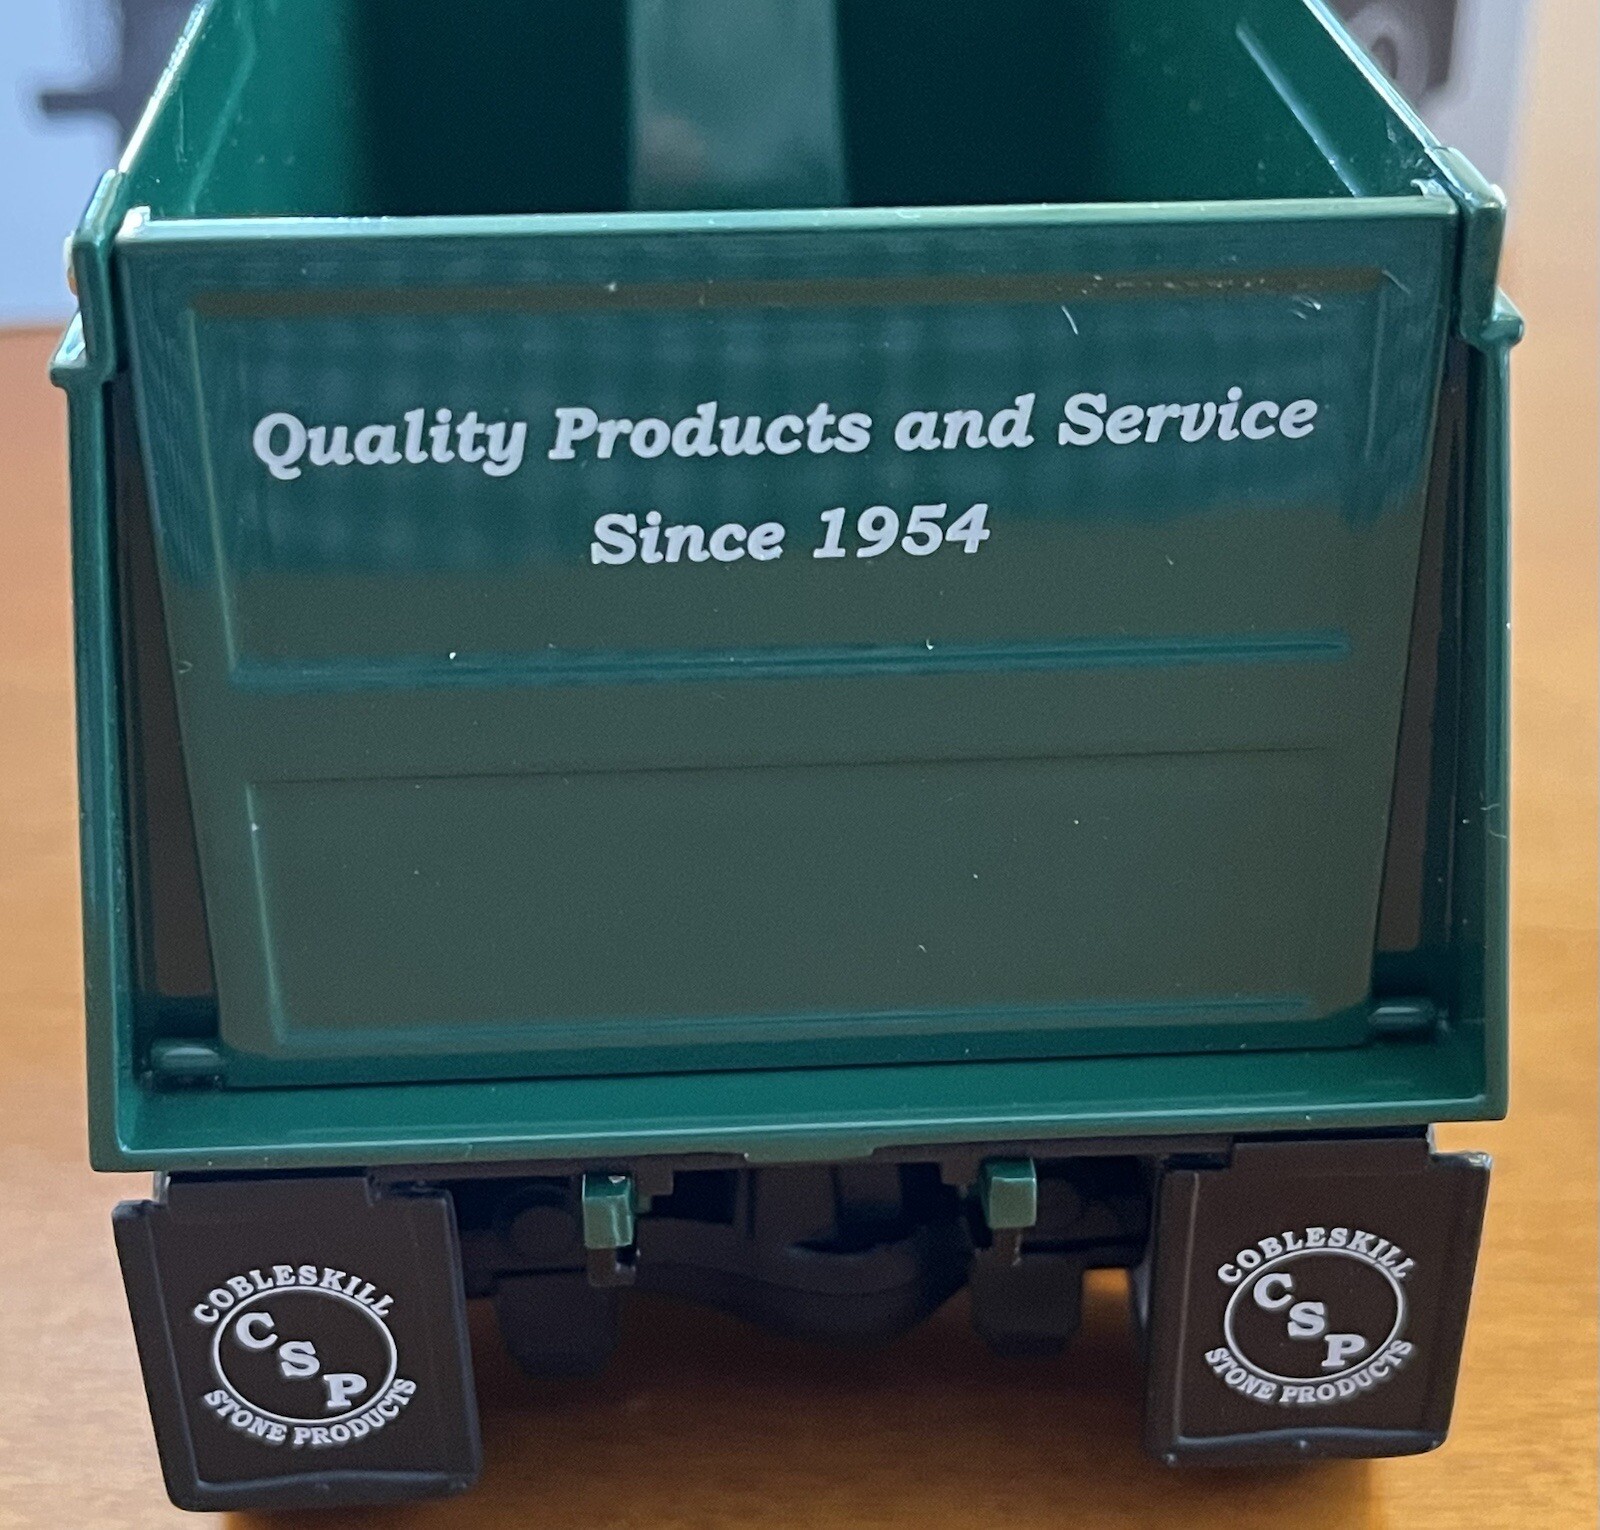 Quality Products and Service
Since 1954
COBLESKILL
CSP
STONE PRODUCTS
COBLESKILL
CSP
STONE PRODUCTS